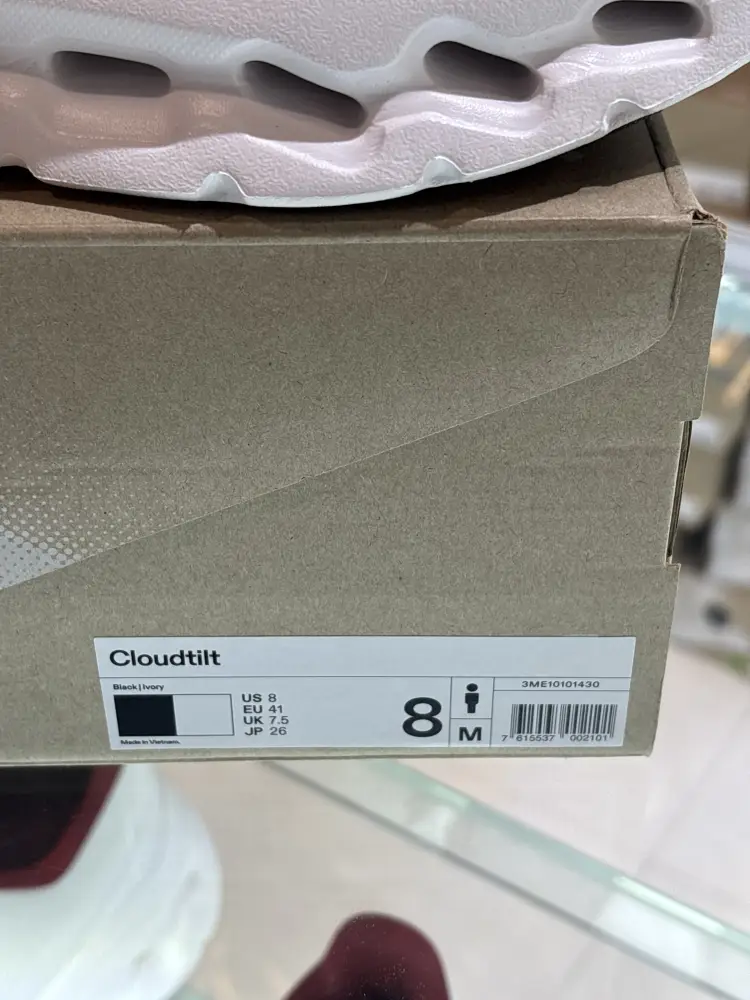 Cloudtilt
Black | Ivory
US 8
EU 41
UK 7.5
JP 26
Made in Vietnam.
8
M
3ME10101430
7 615537 002101